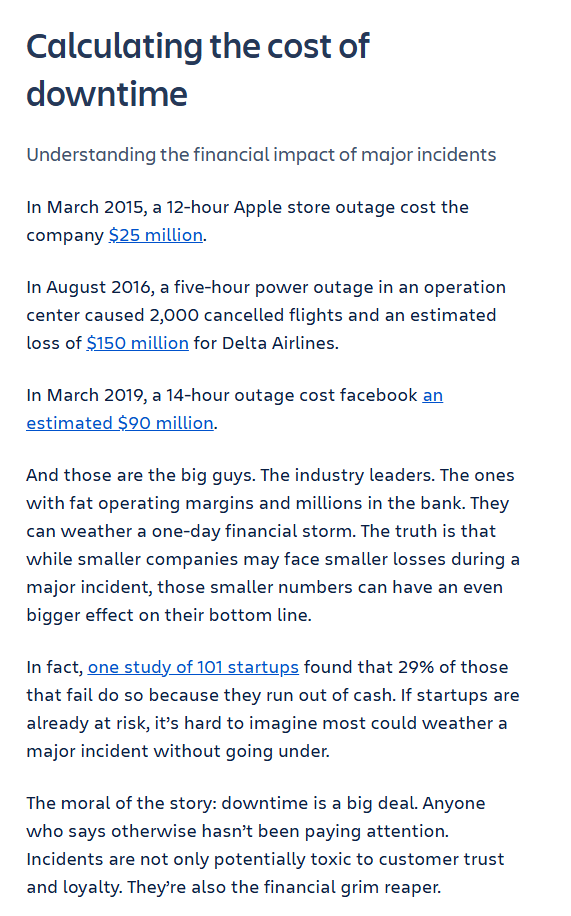 Calculating the cost of
downtime
Understanding the financial impact of major incidents
In March 2015, a 12-hour Apple store outage cost the
company $25 million.
In August 2016, a five-hour power outage in an operation
center caused 2,000 cancelled flights and an estimated
loss of $150 million for Delta Airlines.
In March 2019, a 14-hour outage cost facebook an
estimated $90 million.
And those are the big guys. The industry leaders. The ones
with fat operating margins and millions in the bank. They
can weather a one-day financial storm. The truth is that
while smaller companies may face smaller losses during a
major incident, those smaller numbers can have an even
bigger effect on their bottom line.
In fact, one study of 101 startups found that 29% of those
that fail do so because they run out of cash. If startups are
already at risk, it’s hard to imagine most could weather a
major incident without going under.
The moral of the story: downtime is a big deal. Anyone
who says otherwise hasn’t been paying attention.
Incidents are not only potentially toxic to customer trust
and loyalty. They’re also the financial grim reaper.